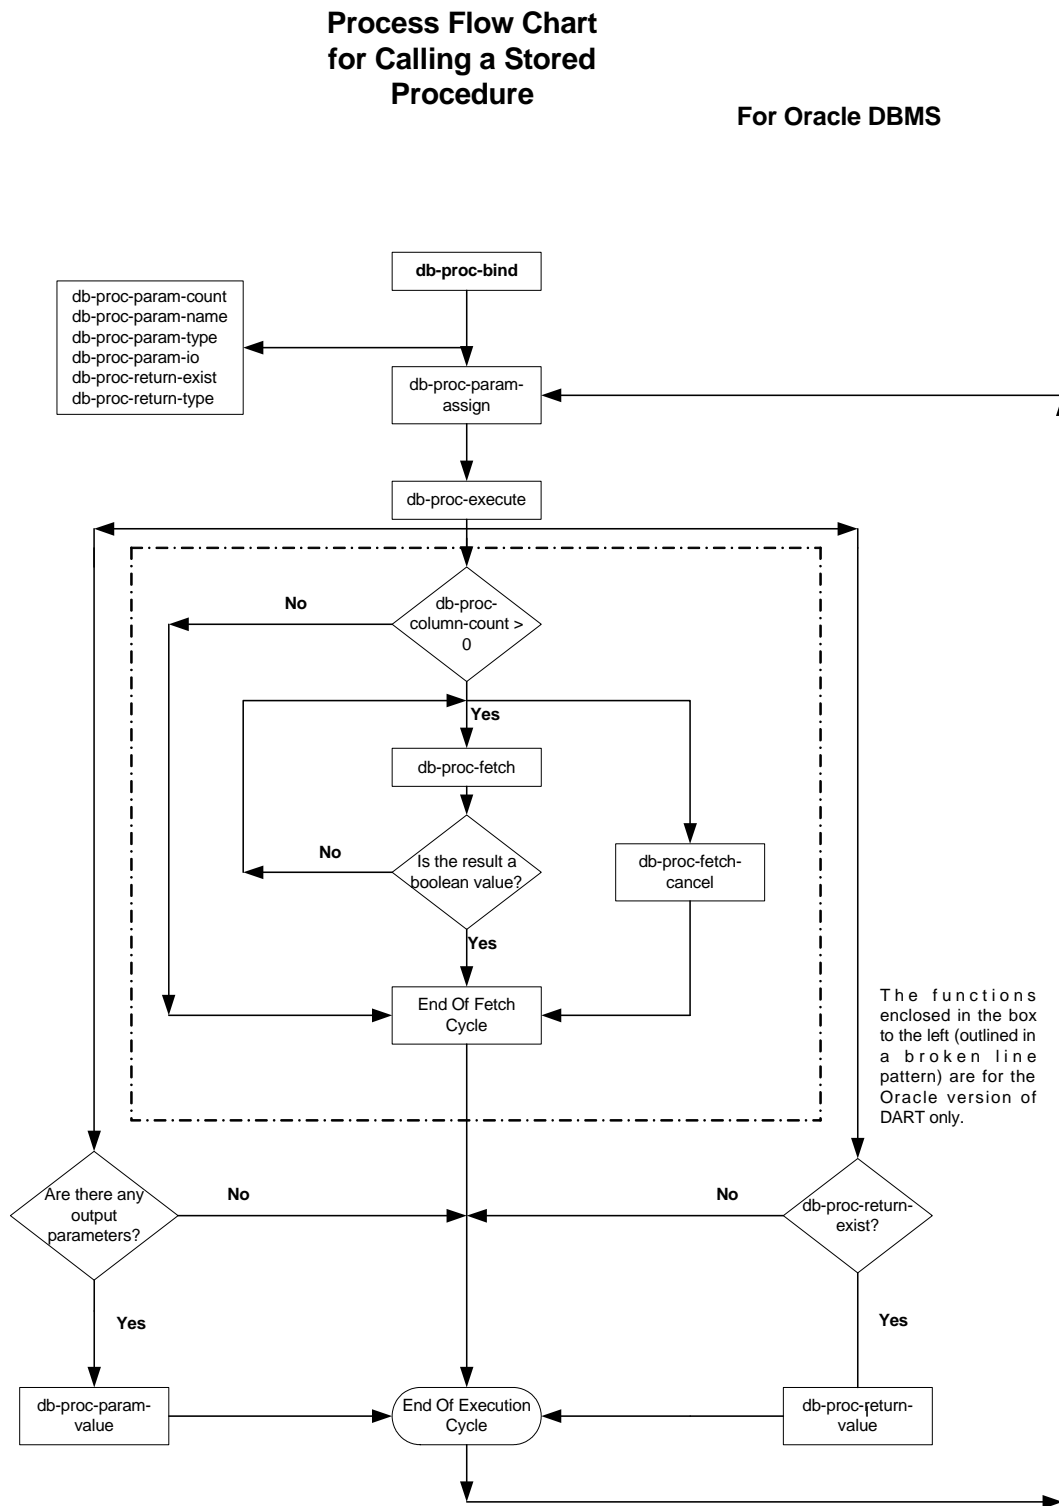 Process Flow Chart
for Calling a Stored
Procedure
For Oracle DBMS
db-proc-bind
db-proc-param-count
db-proc-param-name
db-proc-param-type
db-proc-param-io
db-proc-return-exist
db-proc-return-type
db-proc-param-
assign
db-proc-execute
No
db-proc-
column-count >
0
Yes
db-proc-fetch
No
Is the result a
boolean value?
db-proc-fetch-
cancel
Yes
End Of Fetch
Cycle
The functions
enclosed in the box
to the left (outlined in
a broken line
pattern) are for the
Oracle version of
DART only.
Are there any
output
parameters?
No
No
db-proc-return-
exist?
Yes
Yes
db-proc-param-
value
End Of Execution
Cycle
db-proc-return-
value